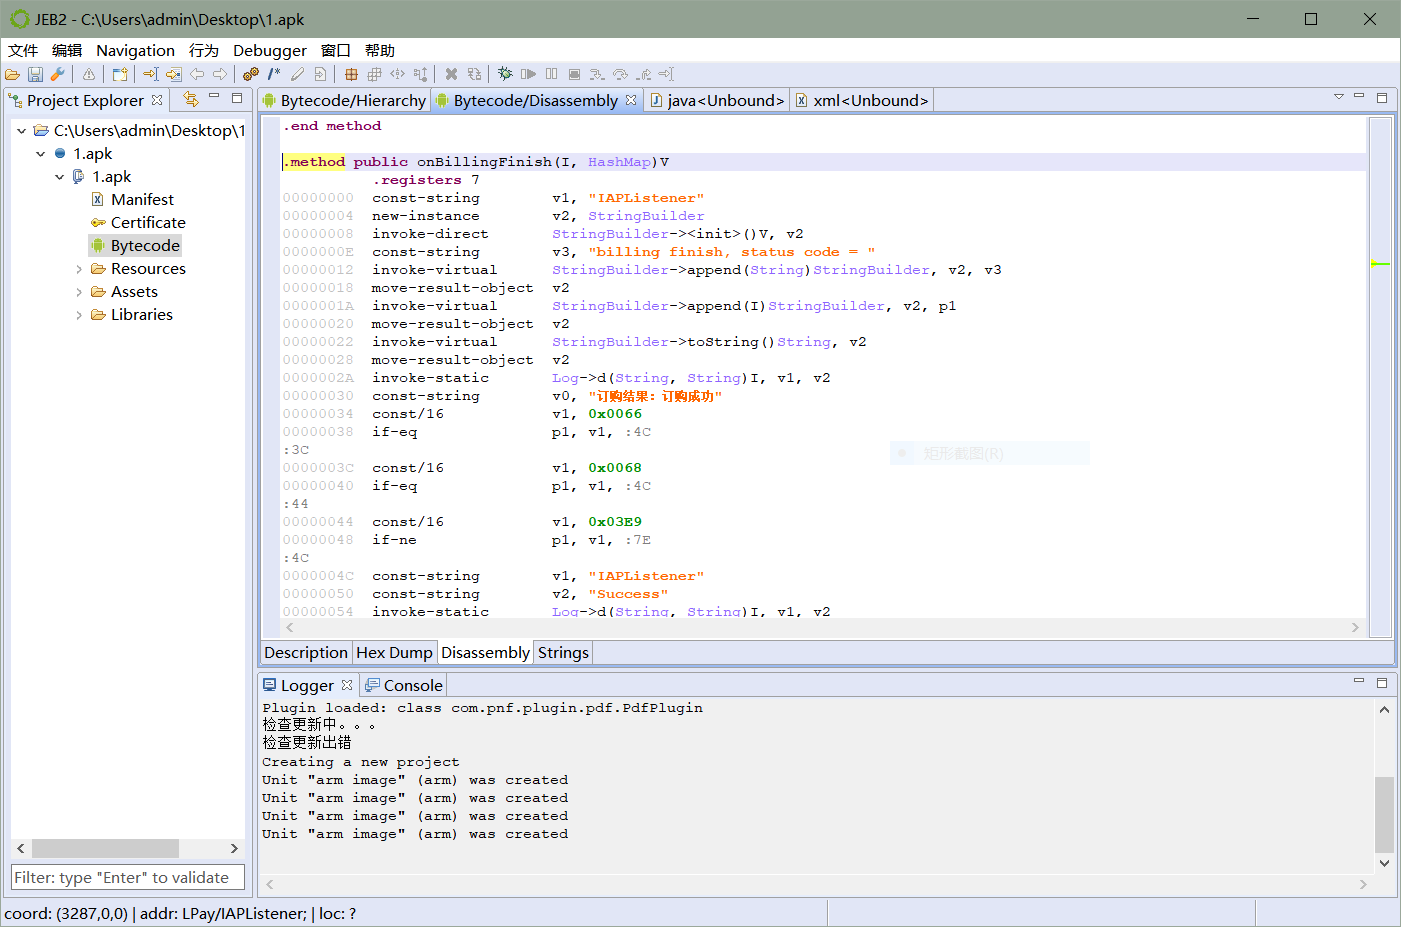 JEB2 - C:\Users\admin\Desktop\1.apk
文件 编辑 Navigation 行为 Debugger 窗口 帮助
Project Explorer
C:\Users\admin\Desktop\1
1.apk
1.apk
Manifest
Certificate
Bytecode
Resources
Assets
Libraries
Filter: type "Enter" to validate
Bytecode/Hierarchy Bytecode/Disassembly java<Unbound> xml<Unbound>
.end method
.method public onBillingFinish(I, HashMap)V
.registers 7
00000000 const-string v1, "IAPListener"
00000004 new-instance v2, StringBuilder
00000008 invoke-direct StringBuilder-><init>()V, v2
0000000E const-string v3, "billing finish, status code = "
00000012 invoke-virtual StringBuilder->append(String)StringBuilder, v2, v3
00000018 move-result-object v2
0000001A invoke-virtual StringBuilder->append(I)StringBuilder, v2, p1
00000020 move-result-object v2
00000022 invoke-virtual StringBuilder->toString()String, v2
00000028 move-result-object v2
0000002A invoke-static Log->d(String, String)I, v1, v2
00000030 const-string v0, "订购结果：订购成功"
00000034 const/16 v1, 0x0066
00000038 if-eq p1, v1, :4C
:3C
0000003C const/16 v1, 0x0068
00000040 if-eq p1, v1, :4C
:44
00000044 const/16 v1, 0x03E9
00000048 if-ne p1, v1, :7E
:4C
0000004C const-string v1, "IAPListener"
00000050 const-string v2, "Success"
00000054 invoke-static Log->d(String, String)I, v1, v2
矩形截图(R)
Description Hex Dump Disassembly Strings
Logger Console
Plugin loaded: class com.pnf.plugin.pdf.PdfPlugin
检查更新中。。。
检查更新出错
Creating a new project
Unit "arm image" (arm) was created
Unit "arm image" (arm) was created
Unit "arm image" (arm) was created
Unit "arm image" (arm) was created
coord: (3287,0,0) | addr: LPay/IAPListener; | loc: ?